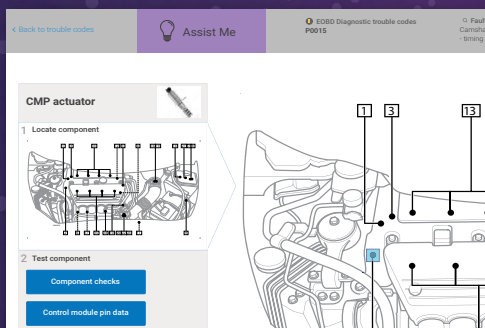 < Back to trouble codes
Assist Me
EOBD Diagnostic trouble codes
P0015
Fault
Camsha
- timing
CMP actuator
1 Locate component
1
3
13
2 Test component
Component checks
Control module pin data